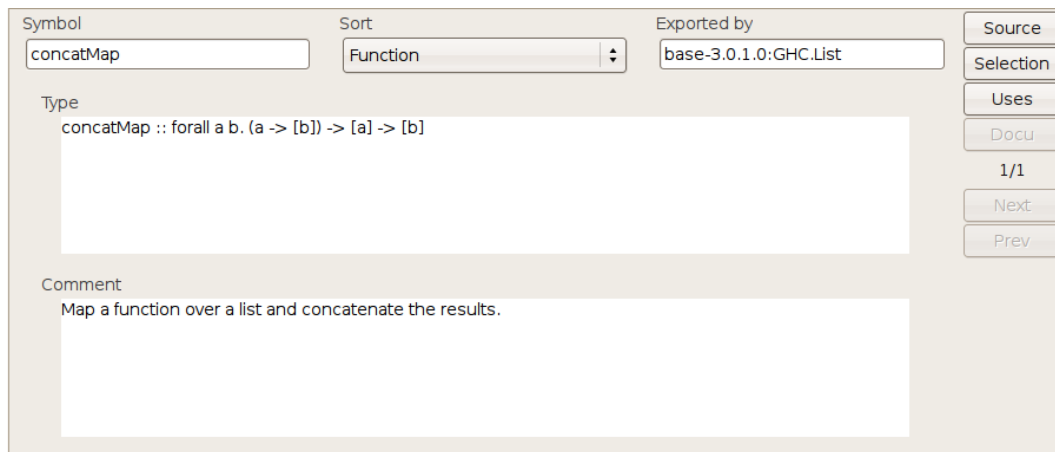 Symbol Sort Exported by
concatMap Function base-3.0.1.0:GHC.List
Source
Selection
Uses
Docu
1/1
Next
Prev
Type
concatMap :: forall a b. (a -> [b]) -> [a] -> [b]
Comment
Map a function over a list and concatenate the results.